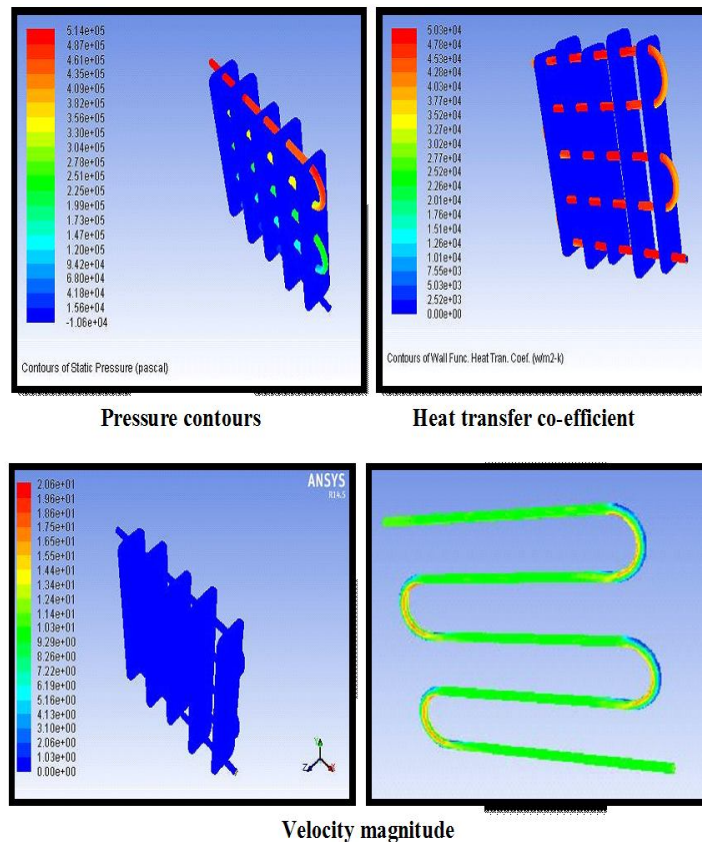 5.14e+05
4.87e+05
4.61e+05
4.35e+05
4.09e+05
3.82e+05
3.56e+05
3.30e+05
3.04e+05
2.78e+05
2.51e+05
2.25e+05
1.99e+05
1.73e+05
1.47e+05
1.20e+05
9.42e+04
6.80e+04
4.18e+04
1.56e+04
-1.06e+04
Contours of Static Pressure (pascal)
5.03e+04
4.78e+04
4.53e+04
4.28e+04
4.03e+04
3.77e+04
3.52e+04
3.27e+04
3.02e+04
2.77e+04
2.52e+04
2.26e+04
2.01e+04
1.76e+04
1.51e+04
1.26e+04
1.01e+04
7.55e+03
5.03e+03
2.52e+03
0.00e+00
Contours of Wall Func. Heat Tran. Coef. (w/m2-k)
Pressure contours
Heat transfer co-efficient
2.06e+01
1.96e+01
1.86e+01
1.75e+01
1.65e+01
1.55e+01
1.44e+01
1.34e+01
1.24e+01
1.14e+01
1.03e+01
9.29e+00
8.26e+00
7.22e+00
6.19e+00
5.16e+00
4.13e+00
3.10e+00
2.06e+00
1.03e+00
0.00e+00
ANSYS
R14.5
Y
Z
X
Velocity magnitude